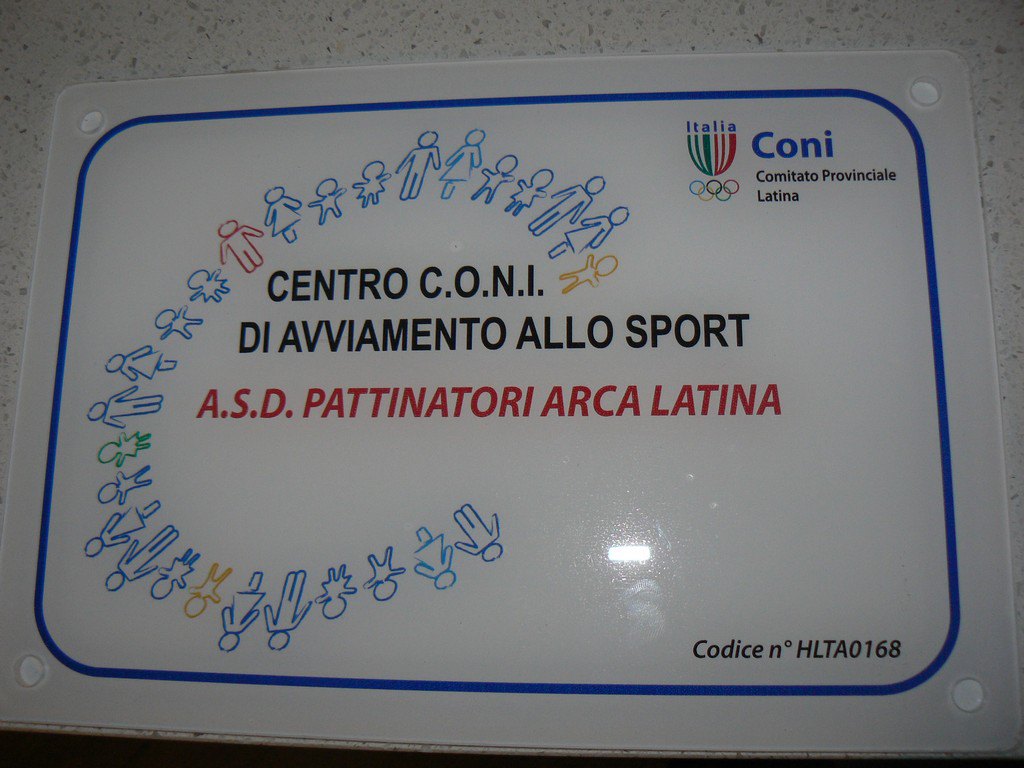 Italia
Coni
Comitato Provinciale
Latina
CENTRO C.O.N.I.
DI AVVIAMENTO ALLO SPORT
A.S.D. PATTINATORI ARCA LATINA
Codice n° HLTA0168